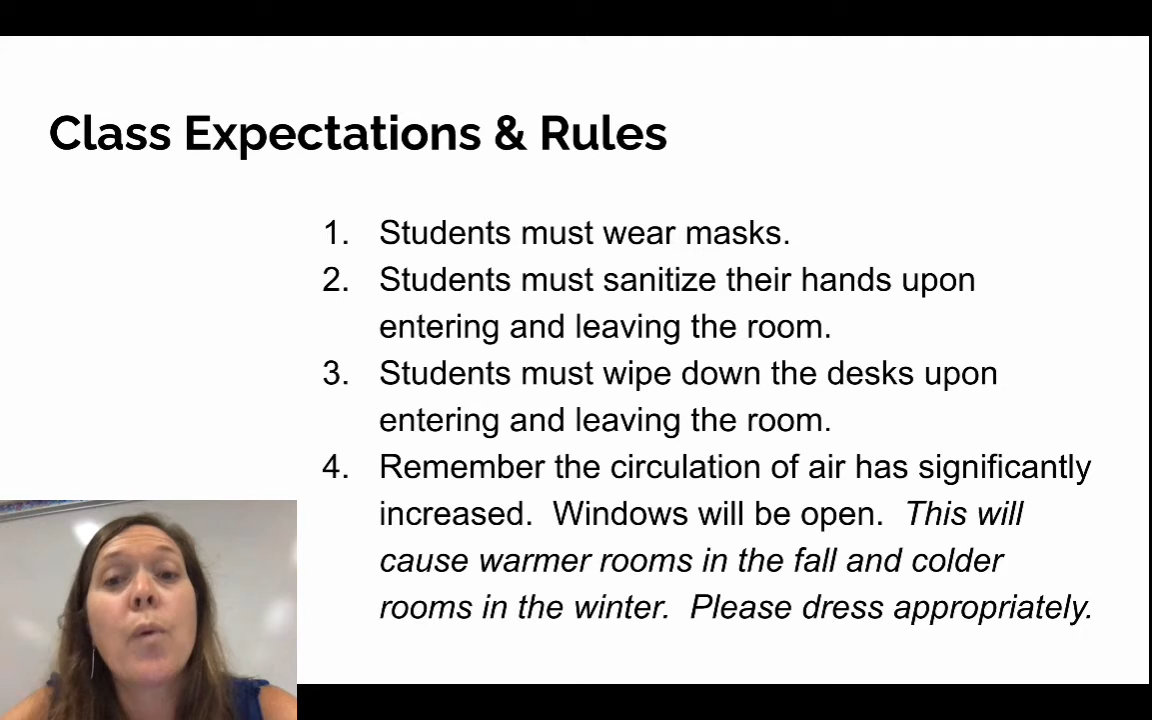 Class Expectations & Rules
1. Students must wear masks.
2. Students must sanitize their hands upon
entering and leaving the room.
3. Students must wipe down the desks upon
entering and leaving the room.
4. Remember the circulation of air has significantly
increased.  Windows will be open.  This will
cause warmer rooms in the fall and colder
rooms in the winter.  Please dress appropriately.